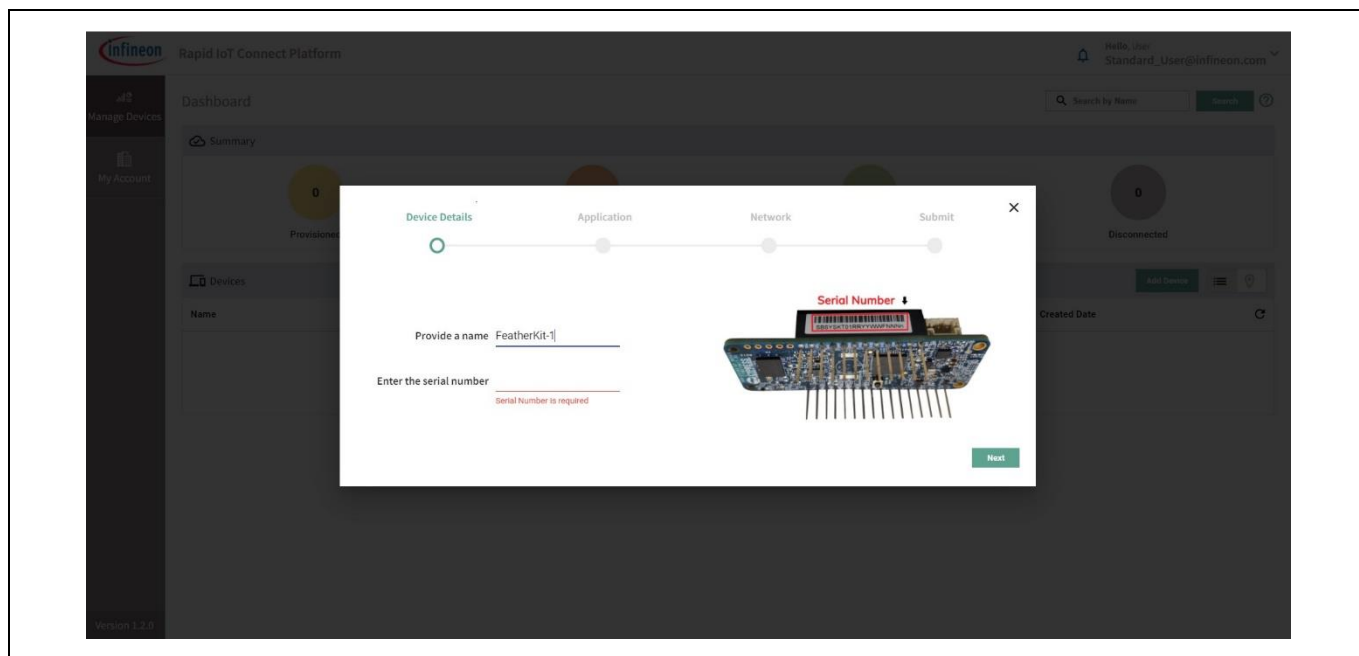 infineon
Rapid IoT Connect Platform
Hello, User
Standard_User@infineon.com
Manage Devices
My Account
Dashboard
Search by Name
Search
Summary
0
0
Provisione
Disconnected
Device Details
Application
Network
Submit
Devices
Add Device
Name
Created Date
Serial Number
Provide a name FeatherKit-1
Enter the serial number
Serial Number is required
Next
Version 1.2.0